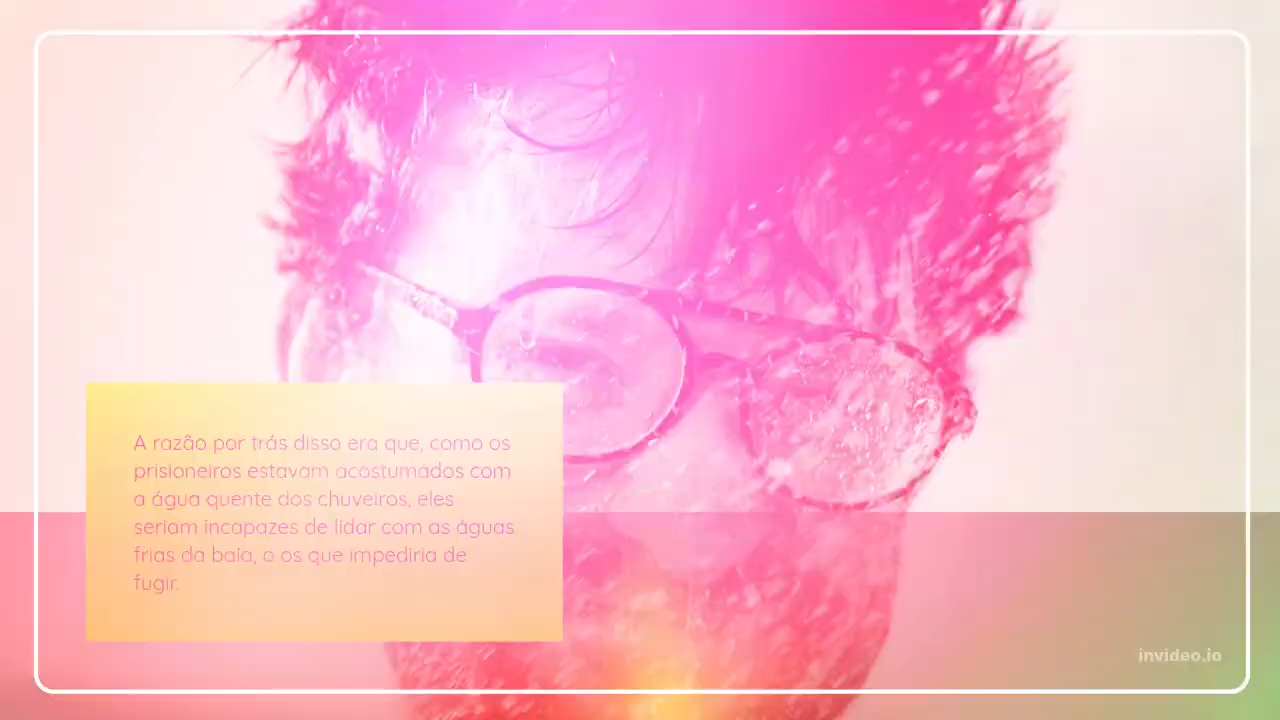 A razão por trás disso era que, como os
prisioneiros estavam acostumados com
a água quente dos chuveiros, eles
seriam incapazes de lidar com as águas
frias da baía, o os que impediria de
fugir.
invideo.io